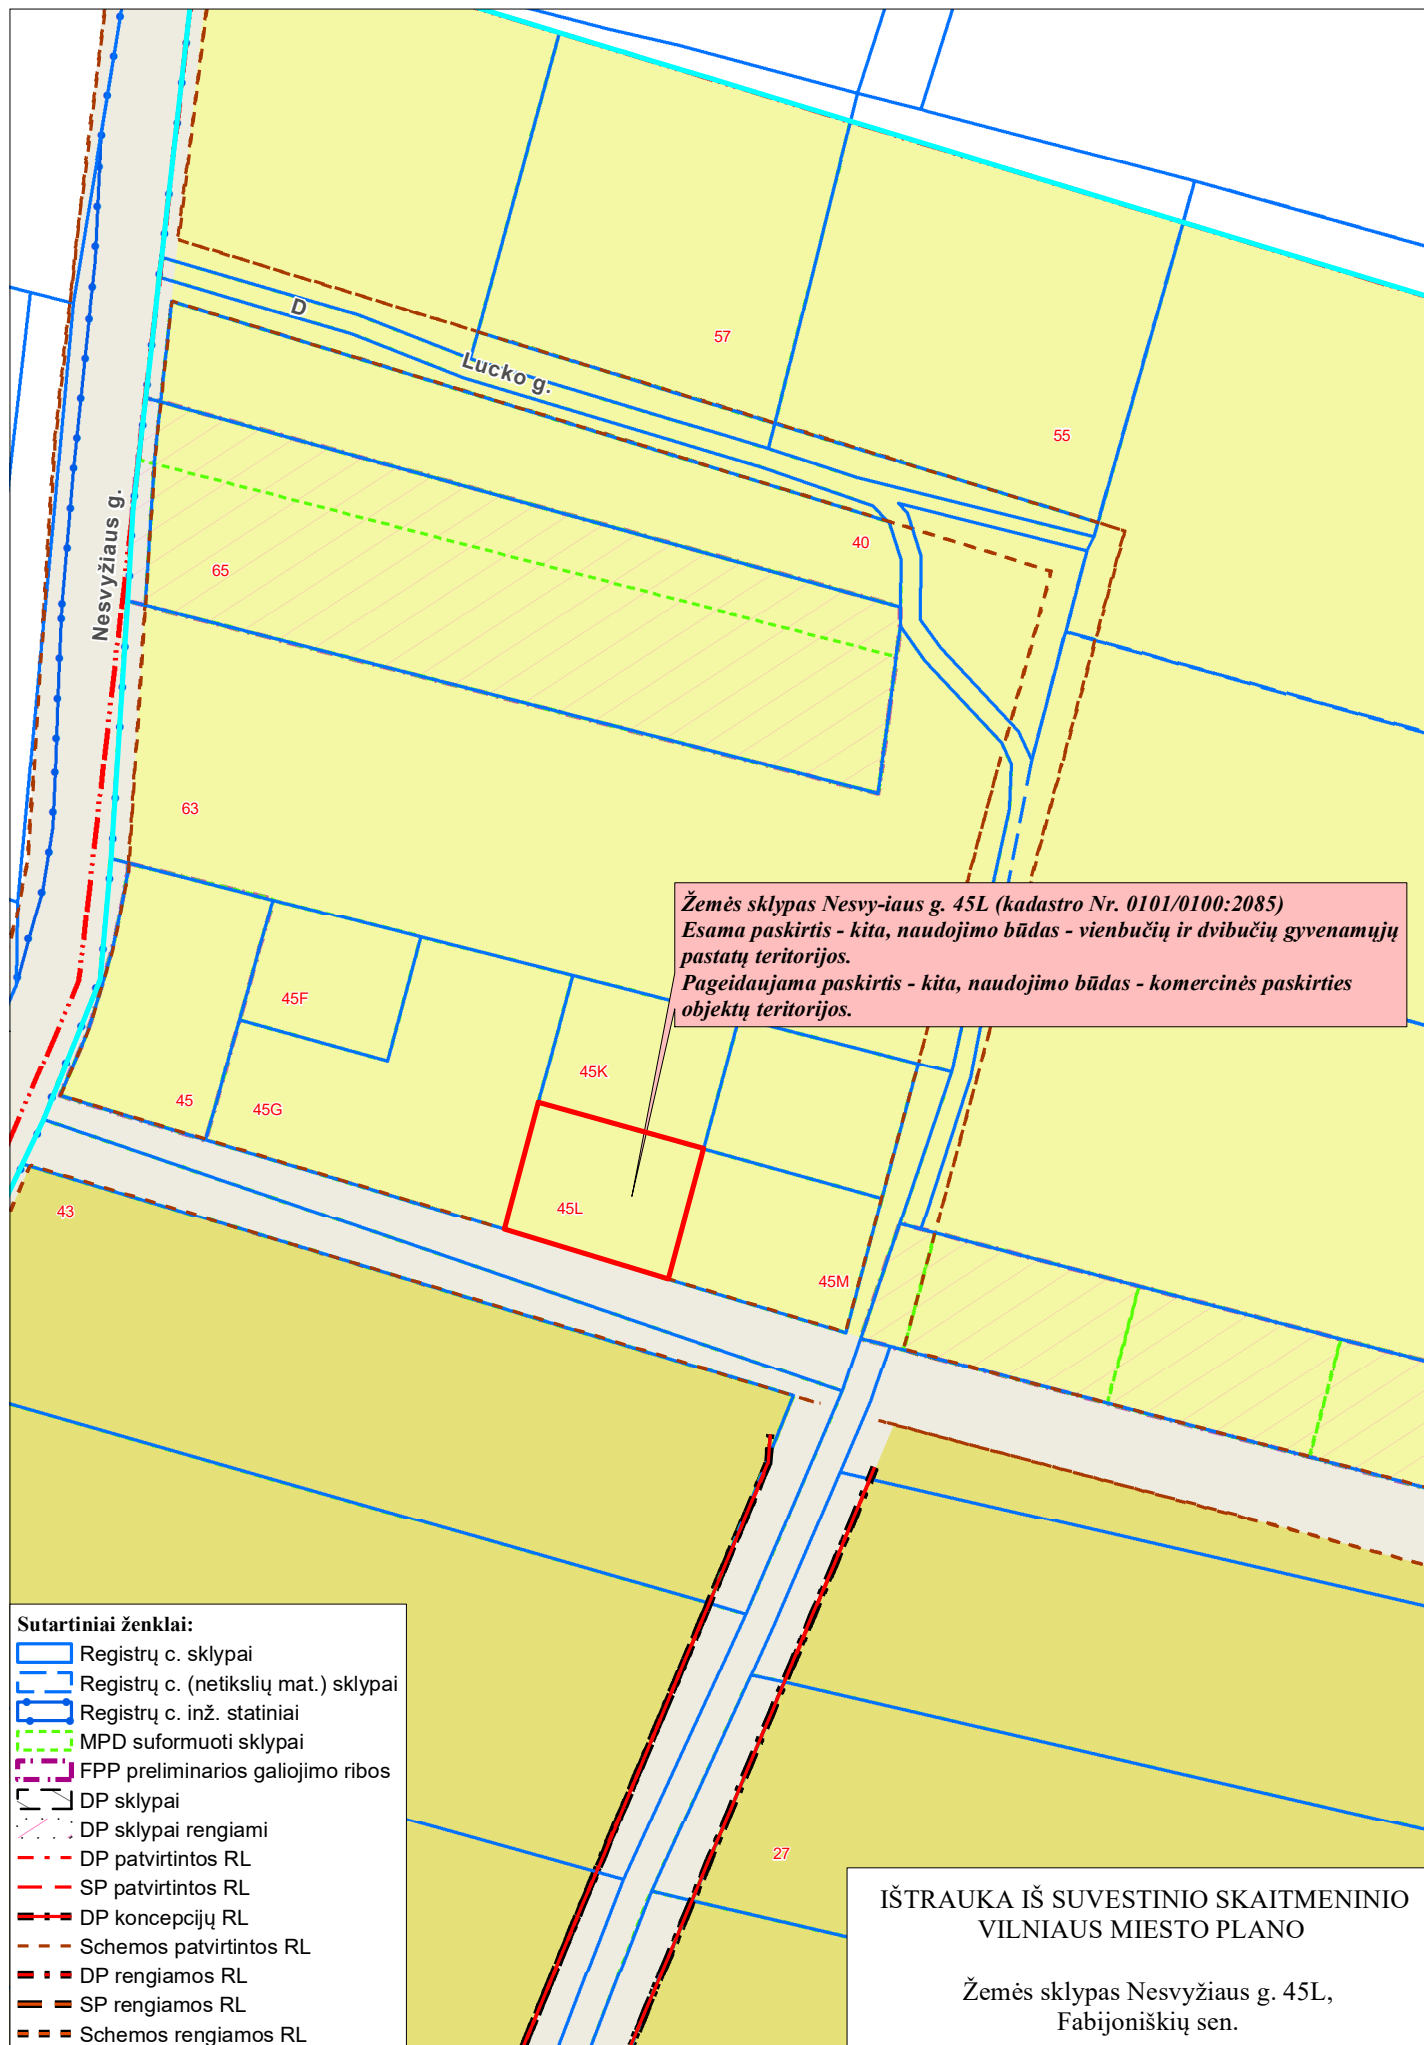 D
Lucko g.
57
55
Nesvyžiaus g.
40
65
63
Žemės sklypas Nesvy-iaus g. 45L (kadastro Nr. 0101/0100:2085)
Esama paskirtis - kita, naudojimo būdas - vienbučių ir dvibučių gyvenamųjų
pastatų teritorijos.
Pageidaujama paskirtis - kita, naudojimo būdas - komercinės paskirties
objektų teritorijos.
45F
45K
45
45G
45L
43
45M
27
Sutartiniai ženklai:
Registrų c. sklypai
Registrų c. (netikslių mat.) sklypai
Registrų c. inž. statiniai
MPD suformuoti sklypai
FPP preliminarios galiojimo ribos
DP sklypai
DP sklypai rengiami
DP patvirtintos RL
SP patvirtintos RL
DP koncepcijų RL
Schemos patvirtintos RL
DP rengiamos RL
SP rengiamos RL
Schemos rengiamos RL
IŠTRAUKA IŠ SUVESTINIO SKAITMENINIO
VILNIAUS MIESTO PLANO
Žemės sklypas Nesvyžiaus g. 45L,
Fabijoniškių sen.